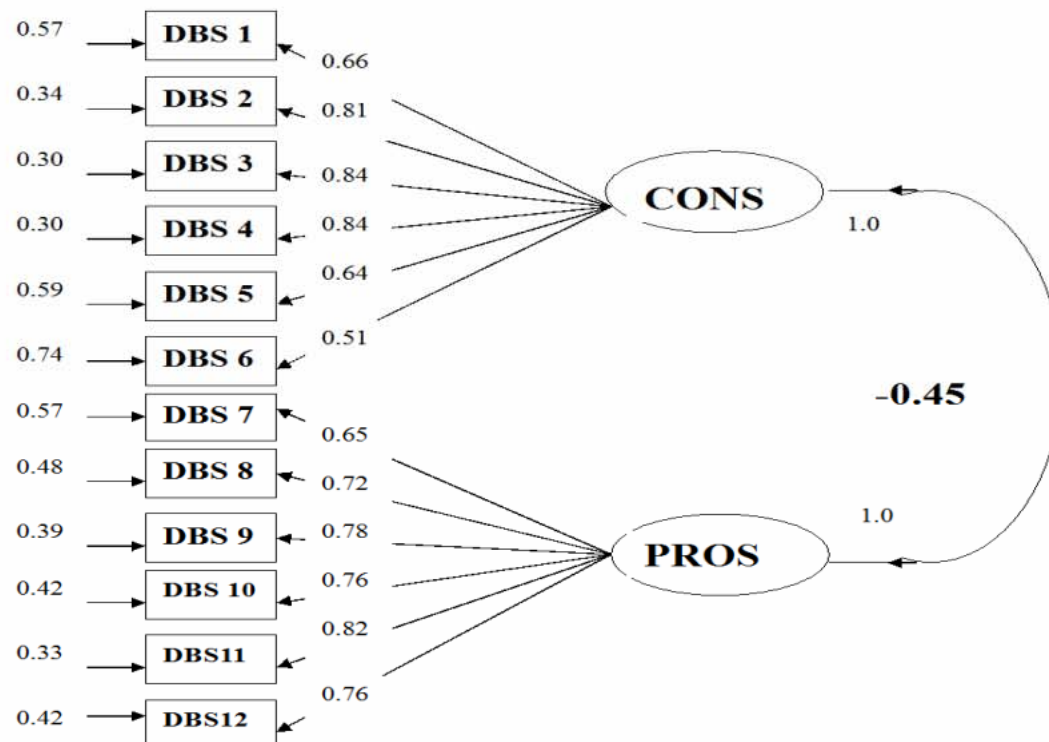 0.57 DBS 1 0.66
0.34 DBS 2 0.81
0.30 DBS 3 0.84
0.30 DBS 4 0.84
0.59 DBS 5 0.64
0.74 DBS 6 0.51
CONS
1.0
-0.45
0.57 DBS 7 0.65
0.48 DBS 8 0.72
0.39 DBS 9 0.78
0.42 DBS 10 0.76
0.33 DBS11 0.82
0.42 DBS12 0.76
1.0
PROS